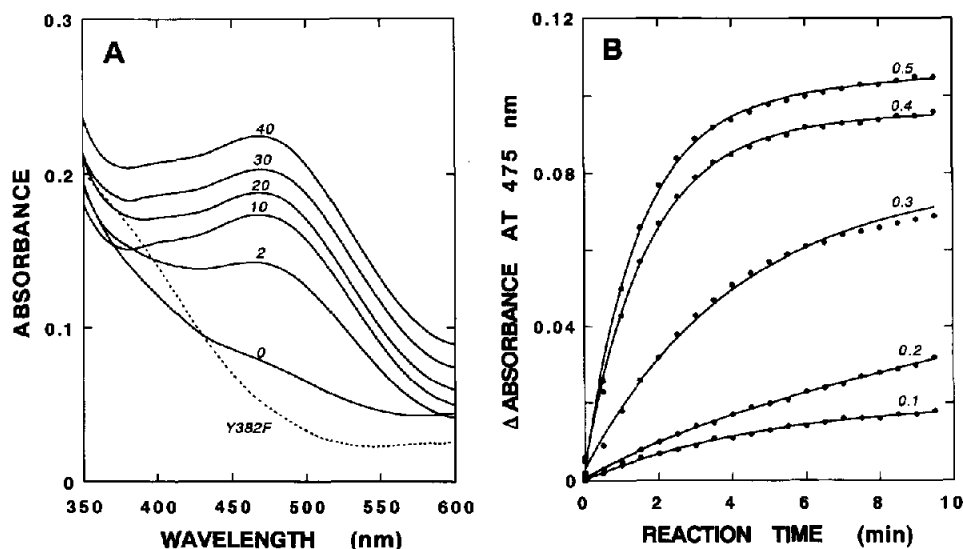 A
0.3
0.2
0.1
0
ABSORBANCE
40
30
20
10
2
0
Y382F
350 400 450 500 550 600
WAVELENGTH (nm)
B
0.12
0.08
0.04
0.00
Δ ABSORBANCE AT 475 nm
0.5
0.4
0.3
0.2
0.1
0 2 4 6 8 10
REACTION TIME (min)